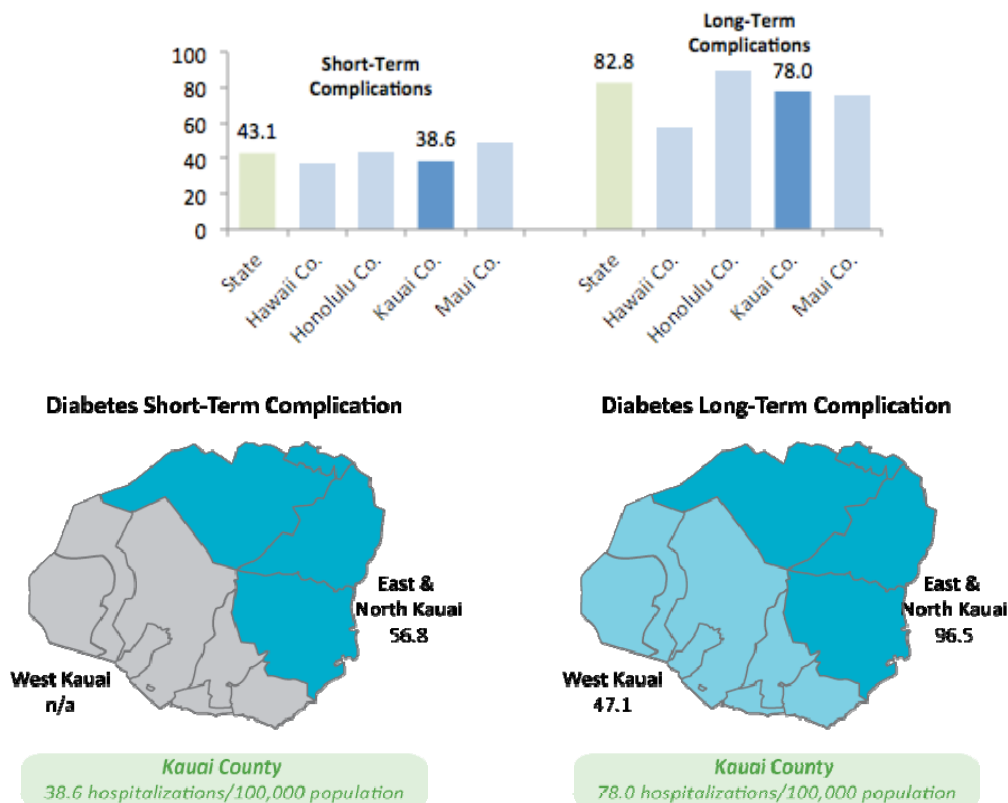 Short-Term
Complications
Long-Term
Complications
100
80
60
40
20
0
43.1
38.6
82.8
78.0
State
Hawaii Co.
Honolulu Co.
Kauai Co.
Maui Co.
State
Hawaii Co.
Honolulu Co.
Kauai Co.
Maui Co.
Diabetes Short-Term Complication
East &
North Kauai
56.8
West Kauai
n/a
Kauai County
38.6 hospitalizations/100,000 population
Diabetes Long-Term Complication
East &
North Kauai
96.5
West Kauai
47.1
Kauai County
78.0 hospitalizations/100,000 population